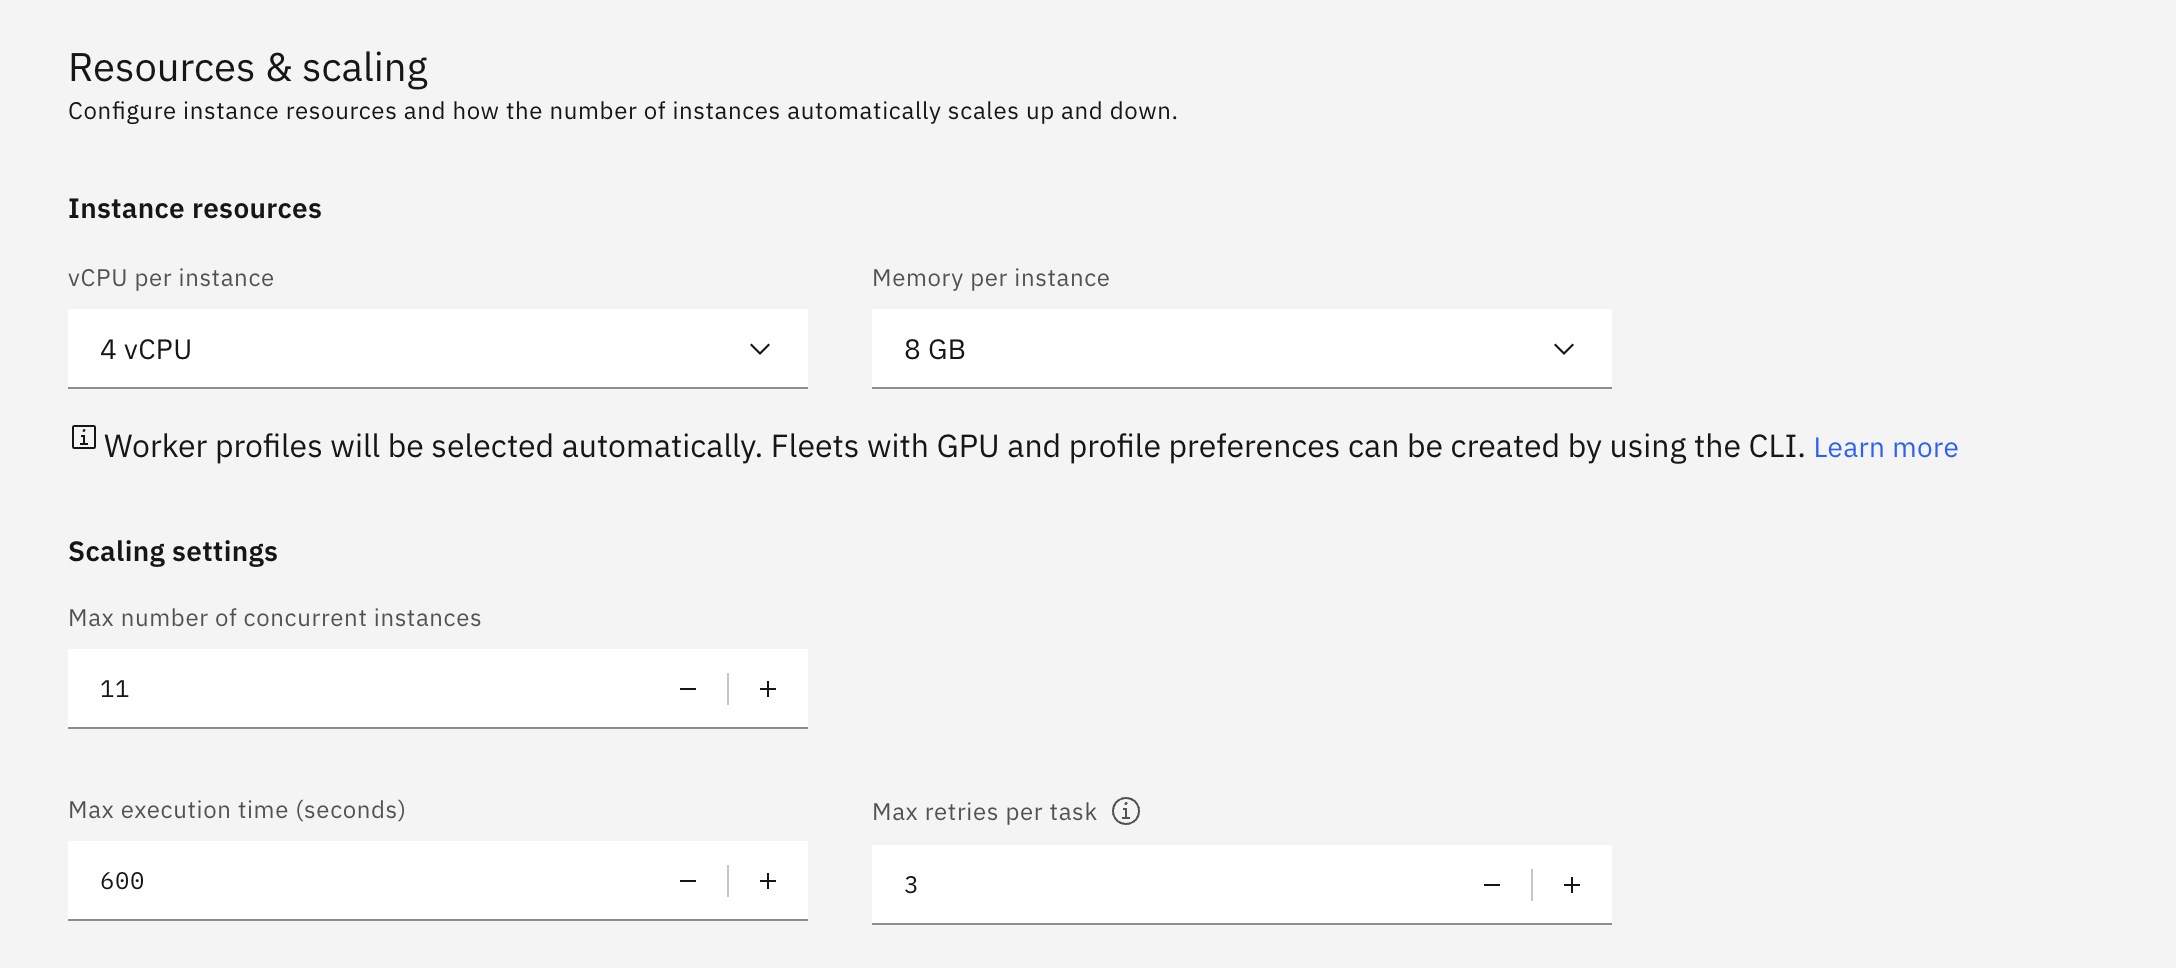 Resources & scaling
Configure instance resources and how the number of instances automatically scales up and down.
Instance resources
vCPU per instance
Memory per instance
4 vCPU
8 GB
Worker profiles will be selected automatically. Fleets with GPU and profile preferences can be created by using the CLI. Learn more
Scaling settings
Max number of concurrent instances
11
Max execution time (seconds)
Max retries per task
600
3